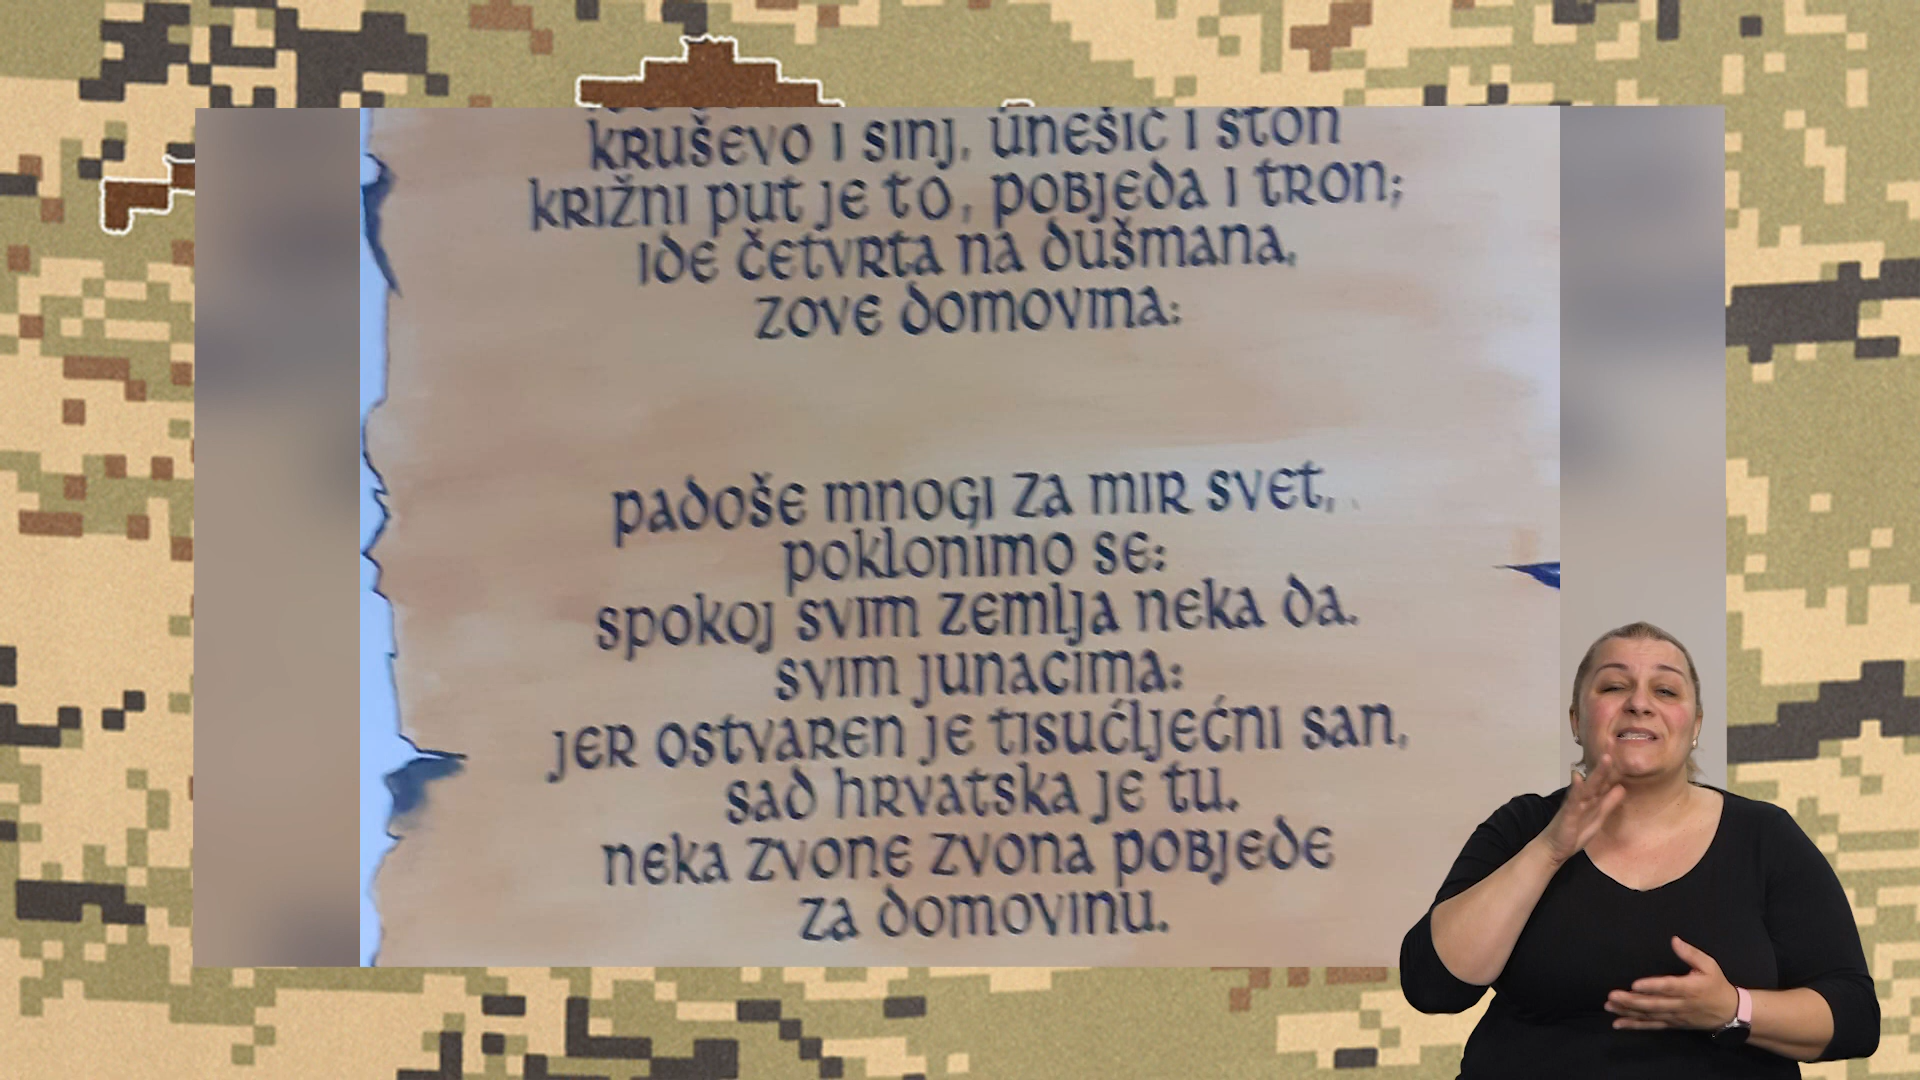 kruševo i sinj, unešić i ston
križni put je to, pobjeda i tron;
ide četvrta na dušmana,
zove domovina:
padoše mnogi za mir svet,
poklonimo se:
spokoj svim zemlja neka da.
svim junacima:
jer ostvaren je tisućljećni san,
sad hrvatska je tu.
neka zvone zvona pobjede
za domovinu.